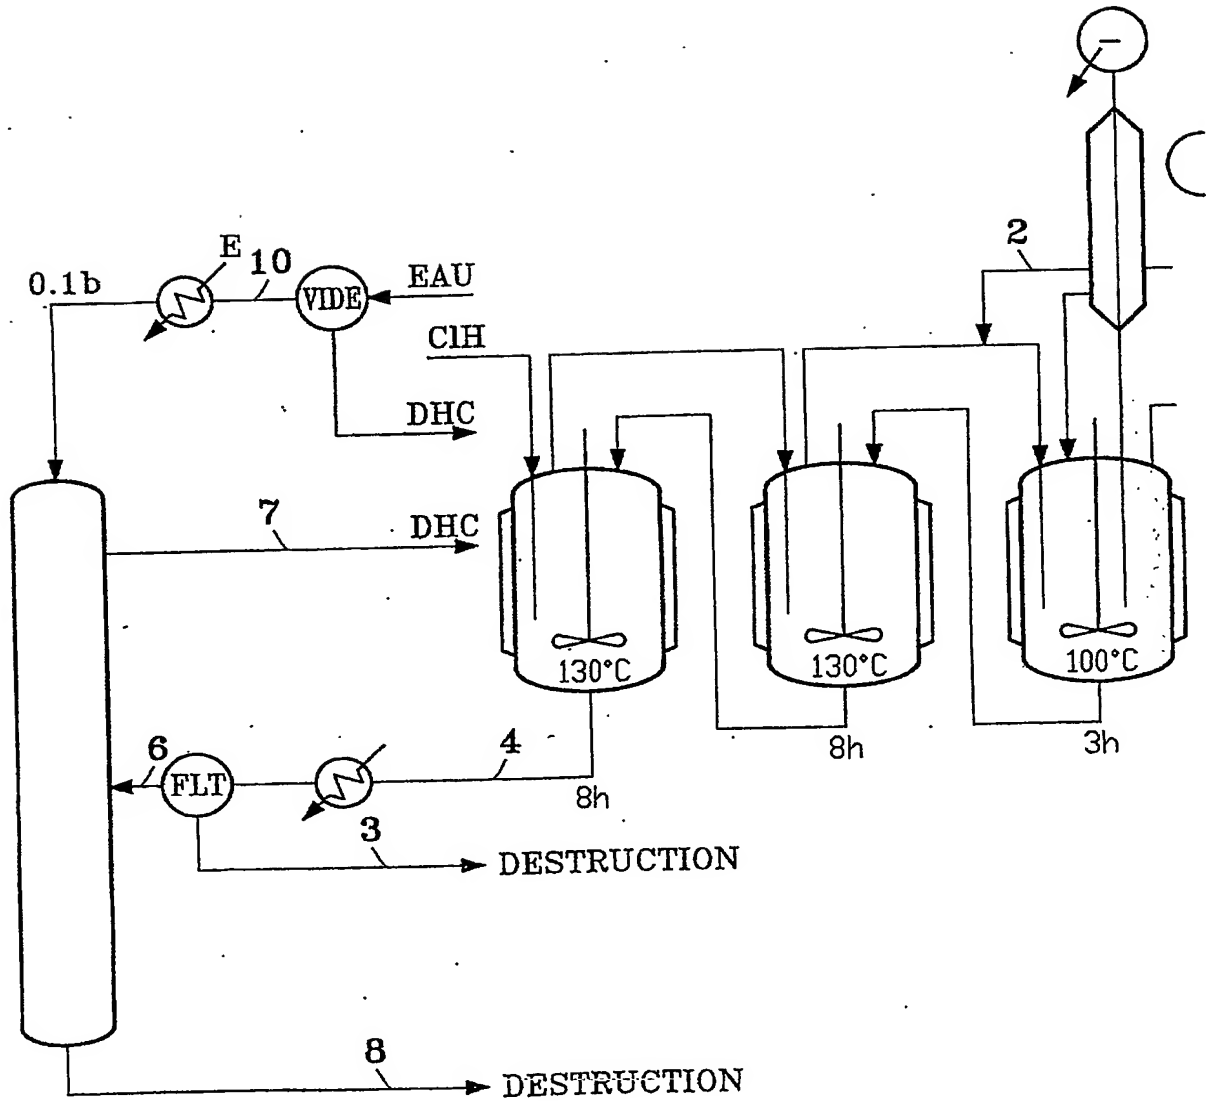 2
E
10
0.1b
VIDE
EAU
ClH
DHC
7
DHC
130°C
130°C
100°C
6
FLT
4
8h
8h
3h
3
DESTRUCTION
8
DESTRUCTION